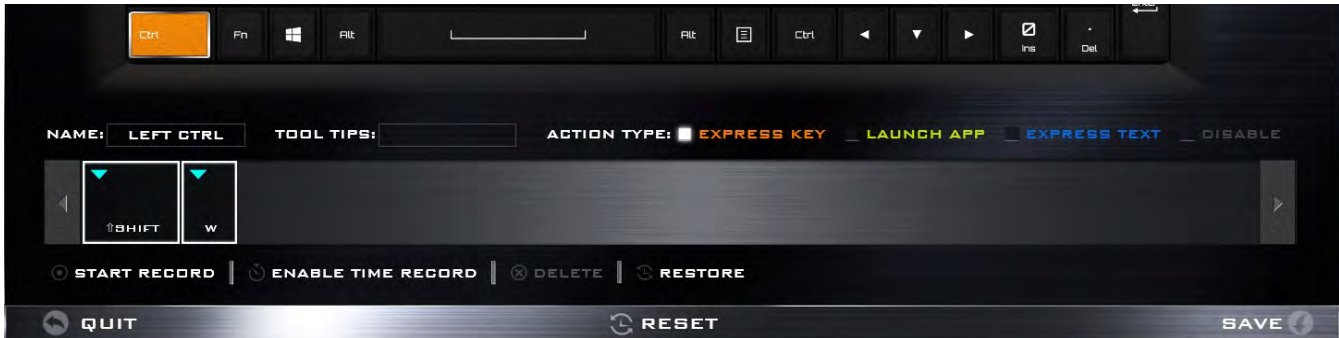 Enter
Ctrl Fn Alt Alt Ctrl Ins Del
NAME: LEFT CTRL TOOL TIPS: ACTION TYPE: EXPRESS KEY LAUNCH APP EXPRESS TEXT DISABLE
⇧SHIFT W
START RECORD ENABLE TIME RECORD DELETE RESTORE
QUIT RESET SAVE